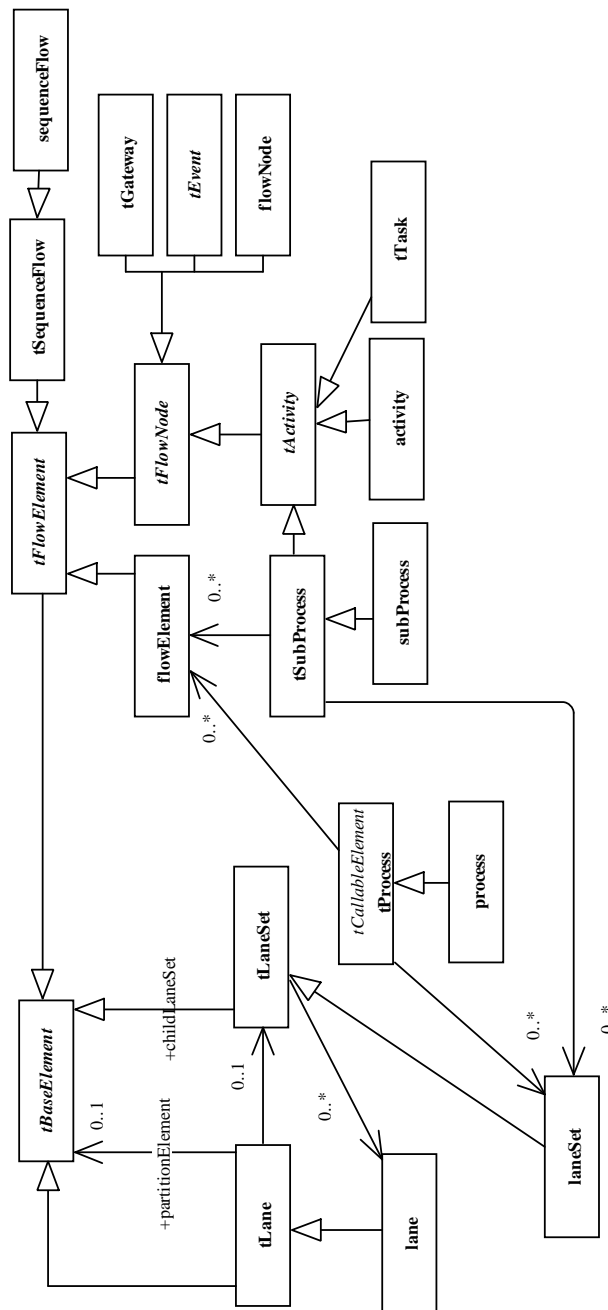 sequenceFlow
tSequenceFlow
tFlowElement
tBaseElement
tGateway
tEvent
flowNode
tFlowNode
flowElement
0..*
0..*
+childLaneSet
0..1
+partitionElement
tTask
activity
tActivity
tSubProcess
subProcess
tCallableElement
tProcess
process
tLaneSet
0..1
tLane
0..*
lane
0..*
0..*
laneSet